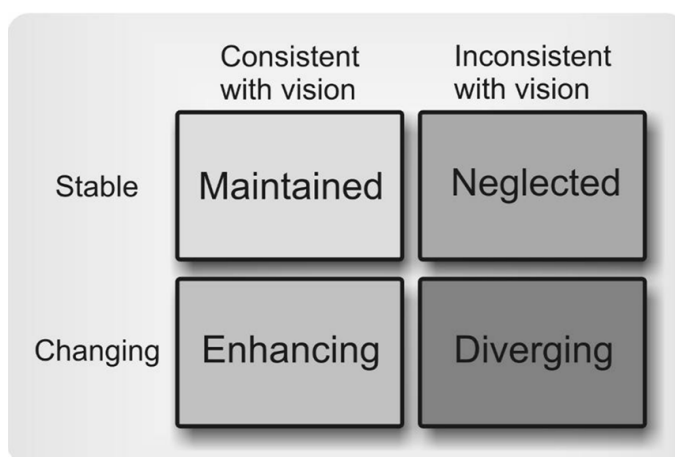 Consistent
with vision
Inconsistent
with vision
Stable
Maintained
Neglected
Changing
Enhancing
Diverging